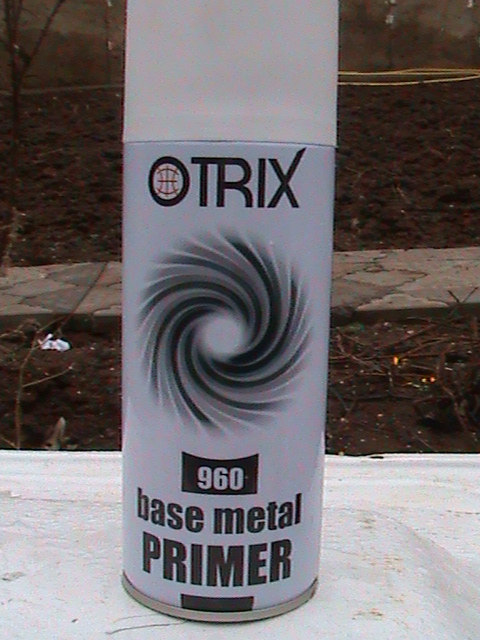 OTRIX
960
base metal
PRIMER